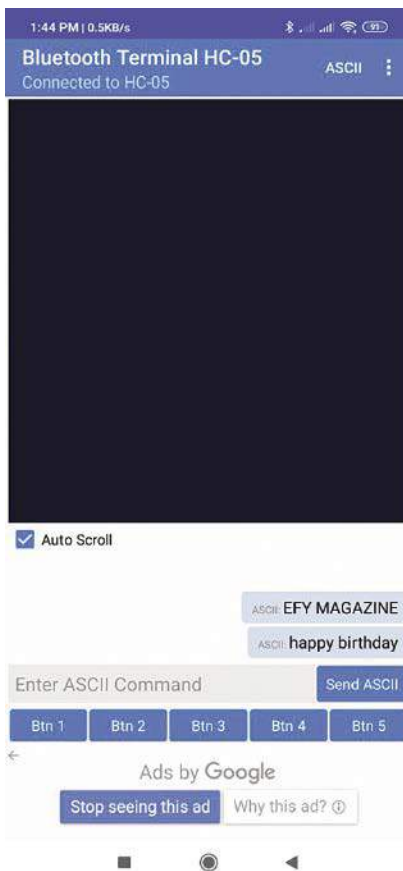 1:44 PM | 0.5KB/s 91
Bluetooth Terminal HC-05
Connected to HC-05
ASCII
Auto Scroll
ASCII: EFY MAGAZINE
ASCII: happy birthday
Enter ASCII Command
Send ASCII
Btn 1 Btn 2 Btn 3 Btn 4 Btn 5
Ads by Google
Stop seeing this ad Why this ad?